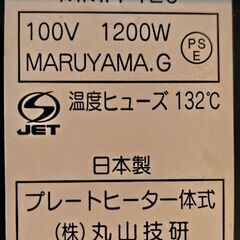 100V 1200W
PS
E
MARUYAMA.G
JET
温度ヒューズ 132℃
日本製
プレートヒーター体式
(株)丸山技研